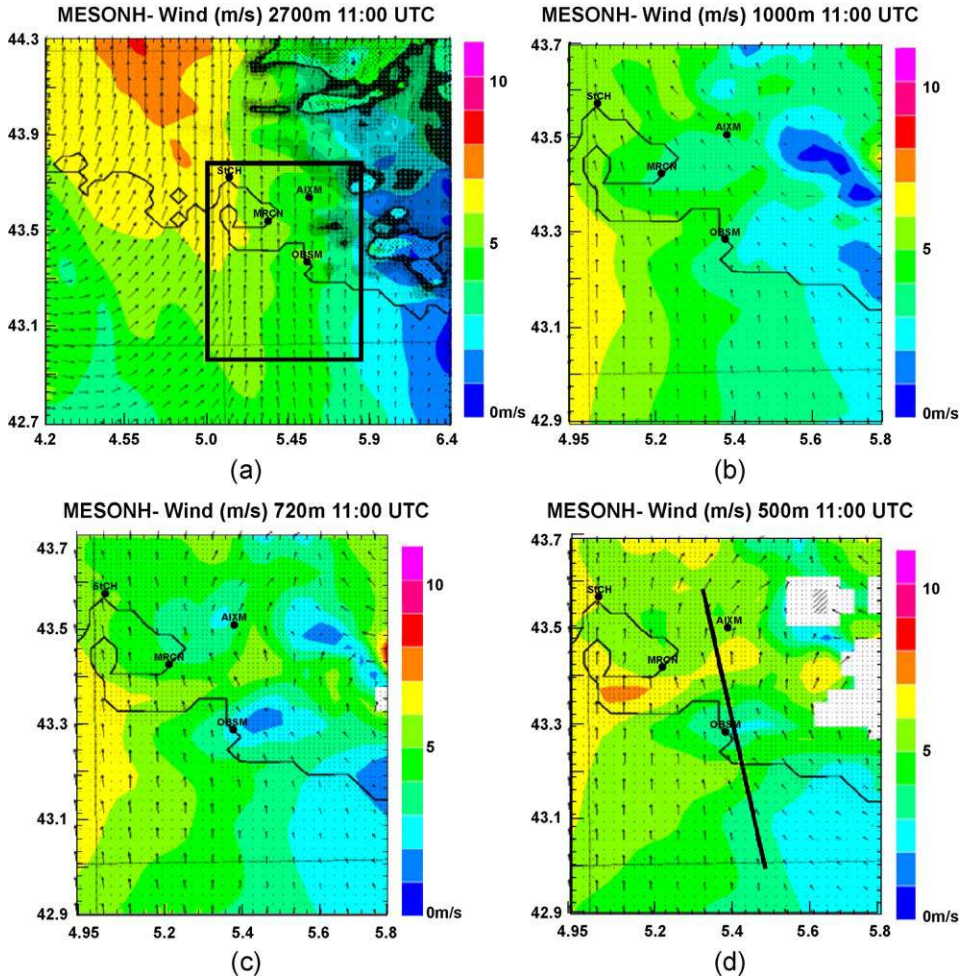 MESONH- Wind (m/s) 2700m 11:00 UTC
44.3
43.9
43.5
43.1
42.7
4.2 4.55 5.0 5.45 5.9 6.4
StCH
AIXM
MRCN
OBSM
10
5
0m/s
(a)
MESONH- Wind (m/s) 1000m 11:00 UTC
43.7
43.5
43.3
43.1
42.9
4.95 5.2 5.4 5.6 5.8
StCH
AIXM
MRCN
OBSM
10
5
0m/s
(b)
MESONH- Wind (m/s) 720m 11:00 UTC
43.7
43.5
43.3
43.1
42.9
4.95 5.2 5.4 5.6 5.8
StCH
AIXM
MRCN
OBSM
10
5
0m/s
(c)
MESONH- Wind (m/s) 500m 11:00 UTC
43.7
43.5
43.3
43.1
42.9
4.95 5.2 5.4 5.6 5.8
StCH
AIXM
MRCN
OBSM
10
5
0m/s
(d)